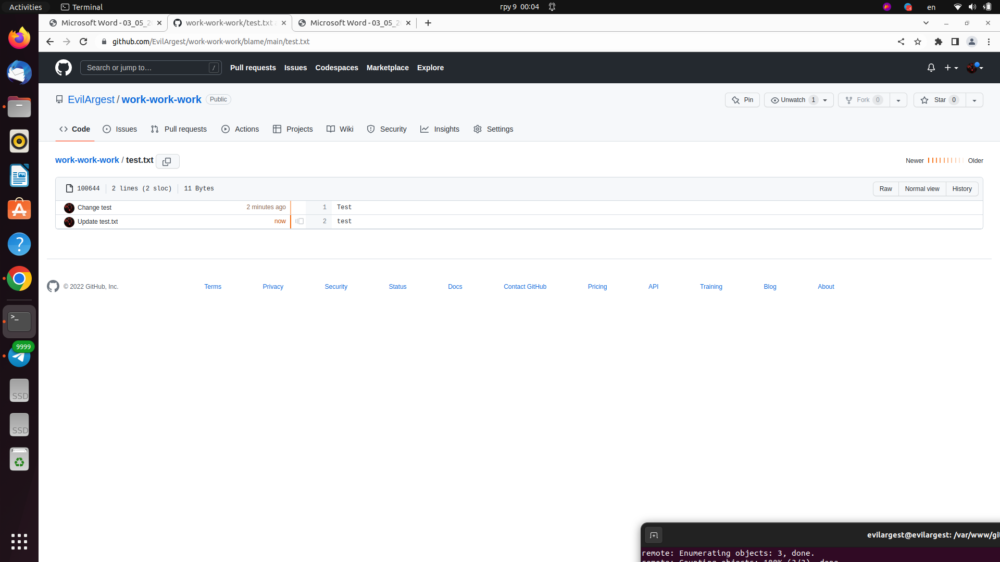 Activities Terminal гру 9 00:04 en
Microsoft Word - 03_05_2 work-work-work/test.txt Microsoft Word - 03_05_2
github.com/EvilArgest/work-work-work/blame/main/test.txt
Search or jump to… / Pull requests Issues Codespaces Marketplace Explore
EvilArgest / work-work-work Public Pin Unwatch 1 Fork 0 Star 0
Code Issues Pull requests Actions Projects Wiki Security Insights Settings
work-work-work / test.txt Newer Older
100644 2 lines (2 sloc) 11 Bytes Raw Normal view History
Change test 2 minutes ago 1 Test
Update test.txt now 2 test
© 2022 GitHub, Inc. Terms Privacy Security Status Docs Contact GitHub Pricing API Training Blog About
>_
9999
SSD
SSD
evilargest@evilargest: /var/www/gi
remote: Enumerating objects: 3, done.
remote: Counting objects: 100% (3/3), done.